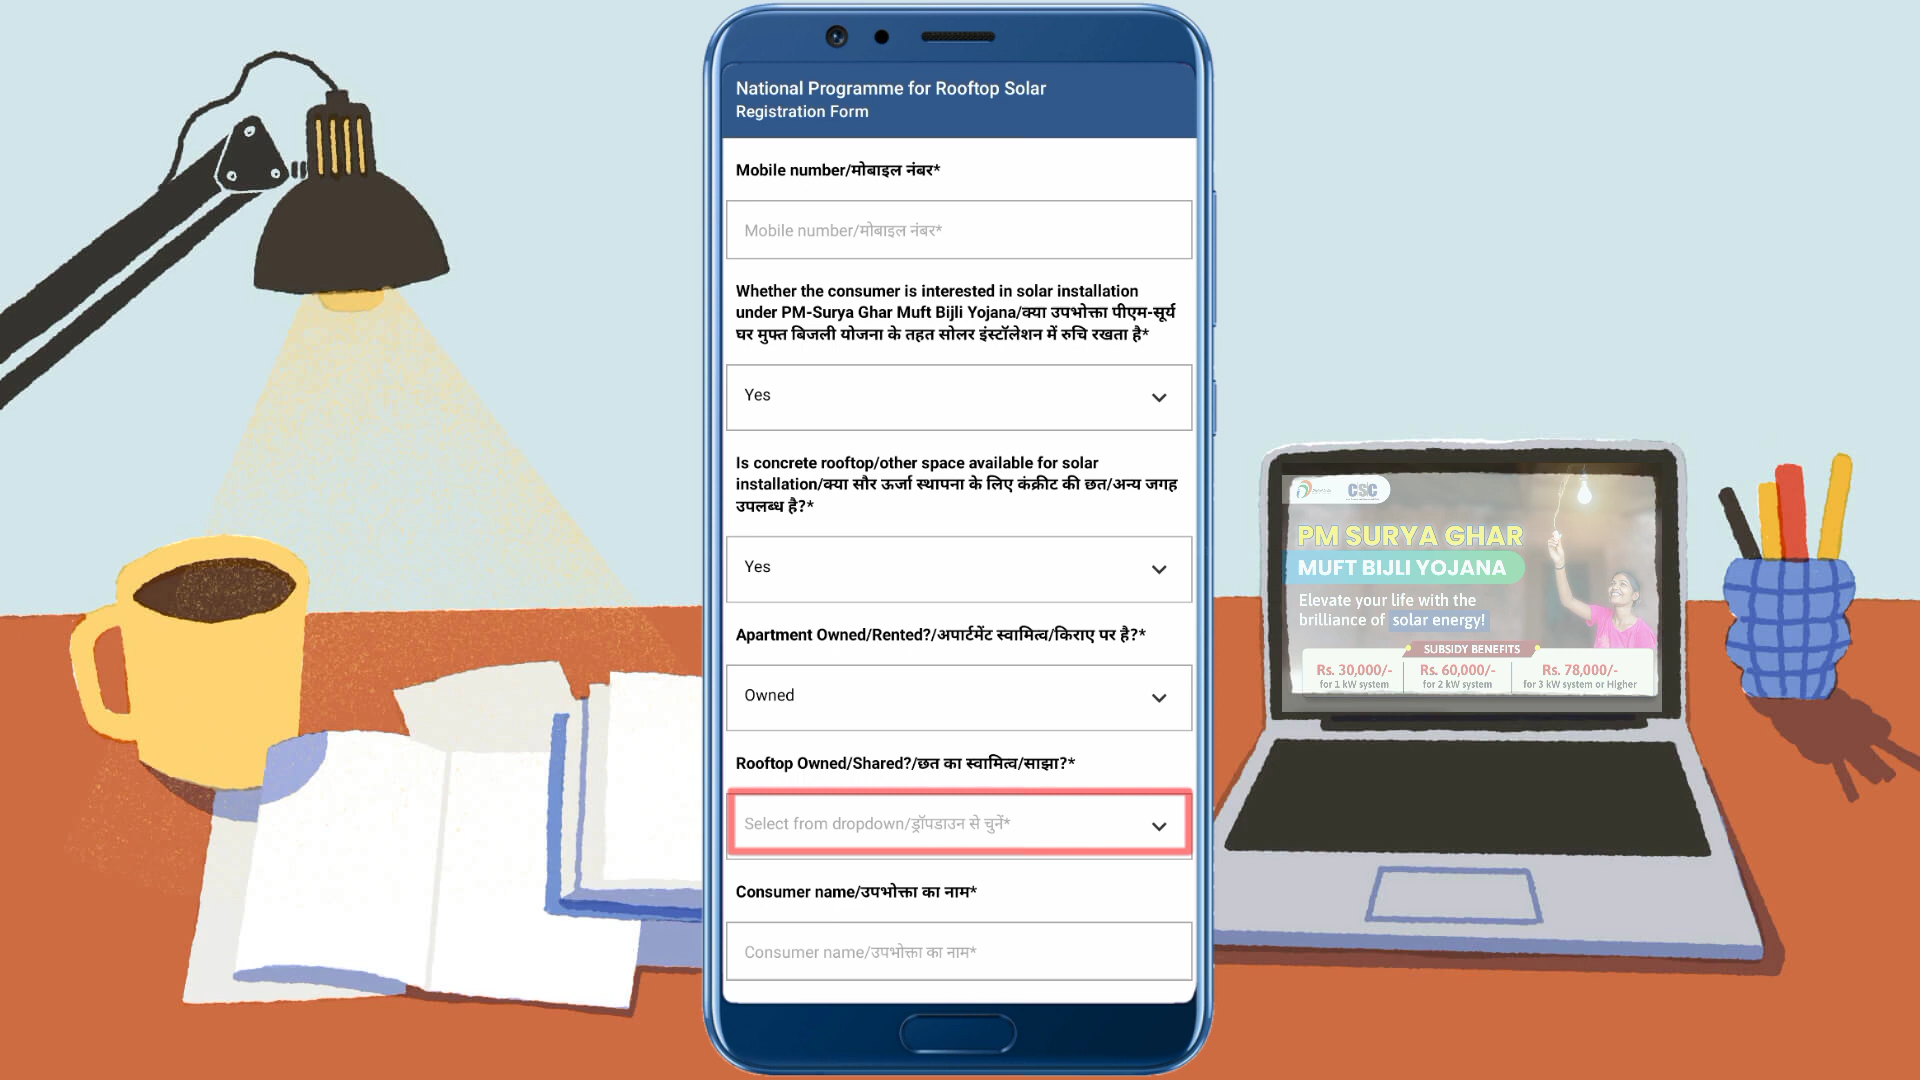 National Programme for Rooftop Solar
Registration Form
Mobile number/मोबाइल नंबर*
Mobile number/मोबाइल नंबर*
Whether the consumer is interested in solar installation
under PM-Surya Ghar Muft Bijli Yojana/क्या उपभोक्ता पीएम-सूर्य
घर मुफ्त बिजली योजना के तहत सोलर इंस्टॉलेशन में रुचि रखता है*
Yes
Is concrete rooftop/other space available for solar
installation/क्या सौर ऊर्जा स्थापना के लिए कंक्रीट की छत/अन्य जगह
उपलब्ध है?*
Yes
Apartment Owned/Rented?/अपार्टमेंट स्वामित्व/किराए पर है?*
Owned
Rooftop Owned/Shared?/छत का स्वामित्व/साझा?*
Select from dropdown/ड्रॉपडाउन से चुनें*
Consumer name/उपभोक्ता का नाम*
Consumer name/उपभोक्ता का नाम*
CSC
PM SURYA GHAR
MUFT BIJLI YOJANA
Elevate your life with the
brilliance of solar energy!
SUBSIDY BENEFITS
Rs. 30,000/- Rs. 60,000/- Rs. 78,000/-
for 1 kW system for 2 kW system for 3 kW system or Higher